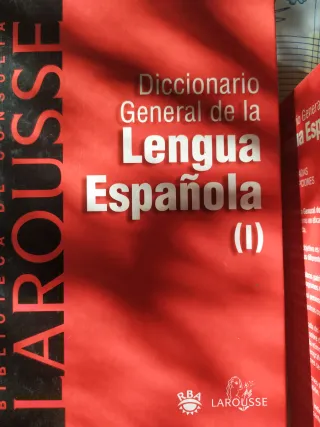 BIBLIOTECA DE CONSULTA
LAROUSSE
Diccionario
General de la
Lengua
Española
(I)
RBA
LAROUSSE